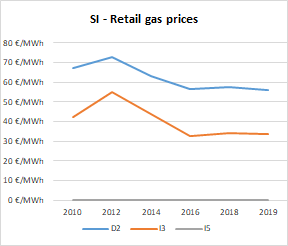 SI - Retail gas prices
80 €/MWh
70 €/MWh
60 €/MWh
50 €/MWh
40 €/MWh
30 €/MWh
20 €/MWh
10 €/MWh
0 €/MWh
2010 2012 2014 2016 2018 2019
D2 I3 I5